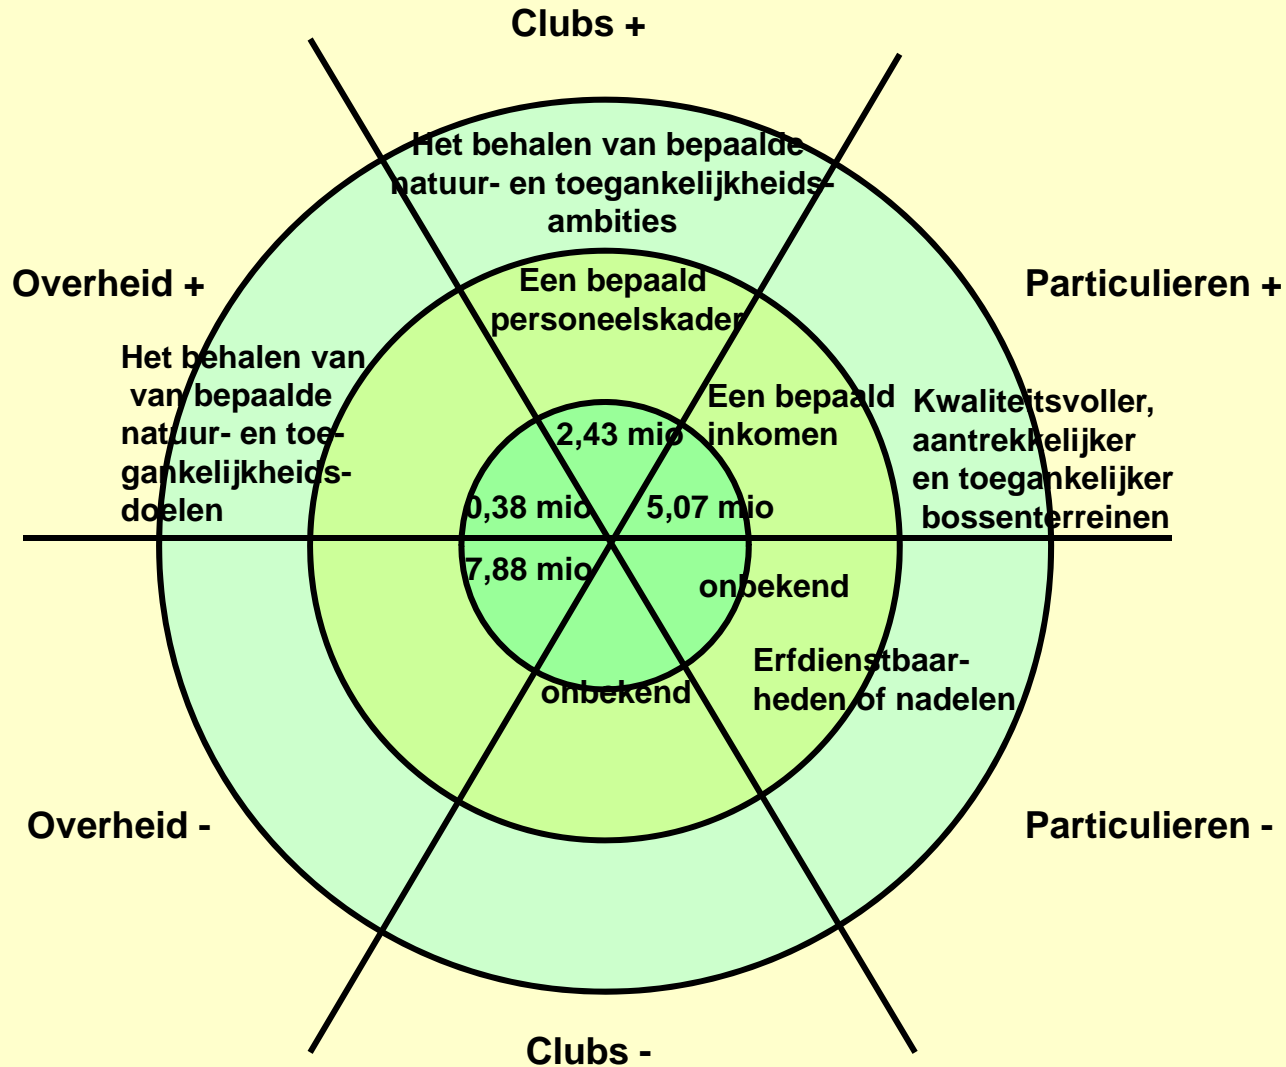 Clubs +
Het behalen van bepaalde
natuur- en toegankelijkheids-
ambities
Overheid +
Een bepaald
personeelskader
Particulieren +
Het behalen van
van bepaalde
natuur- en toe-
gankelijkheids-
doelen
Een bepaald
inkomen
Kwaliteitsvoller,
aantrekkelijker
en toegankelijker
bossenterreinen
2,43 mio
0,38 mio
5,07 mio
7,88 mio
onbekend
Erfdienstbaar-
heden of nadelen
onbekend
Overheid -
Particulieren -
Clubs -